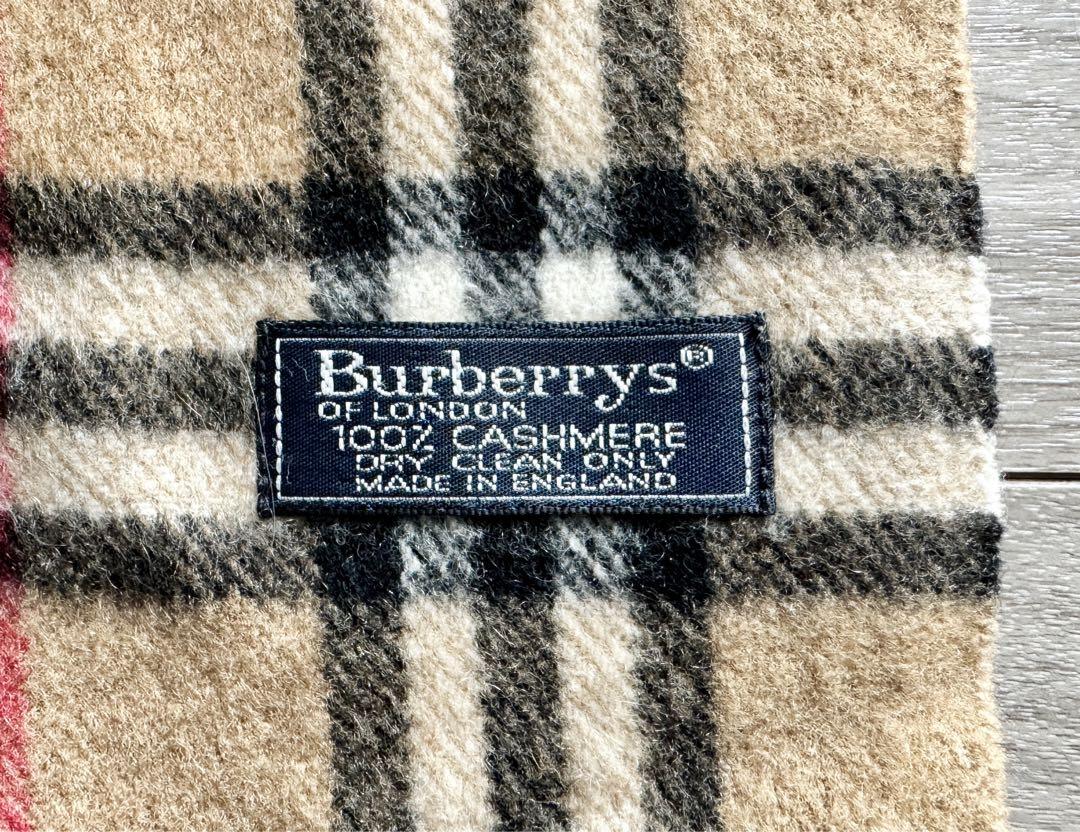 Burberrys®
OF LONDON
100% CASHMERE
DRY CLEAN ONLY
MADE IN ENGLAND